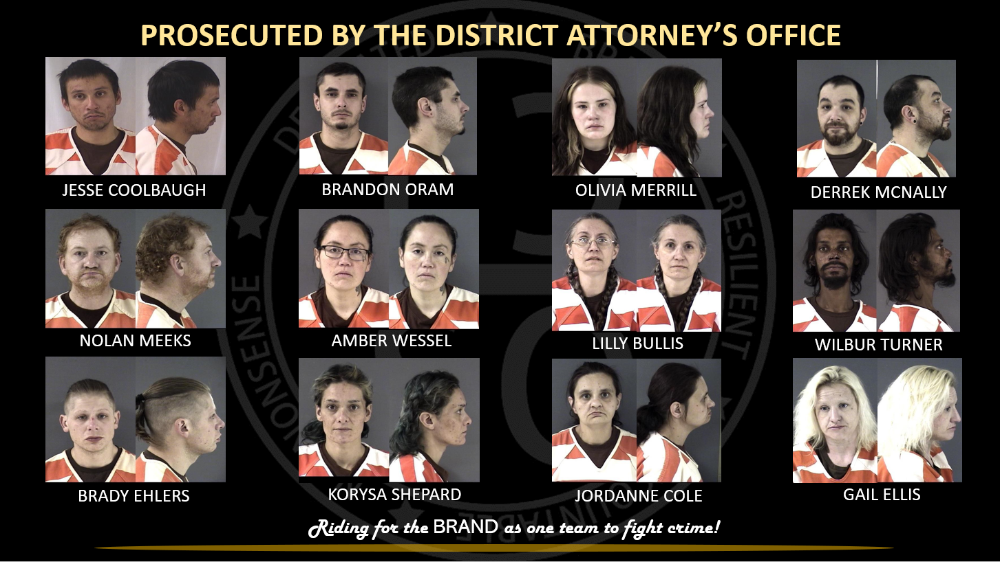 PROSECUTED BY THE DISTRICT ATTORNEY'S OFFICE
JESSE COOLBAUGH
BRANDON ORAM
OLIVIA MERRILL
DERREK MCNALLY
NOLAN MEEKS
AMBER WESSEL
LILLY BULLIS
WILBUR TURNER
BRADY EHLERS
KORYSA SHEPARD
JORDANNE COLE
GAIL ELLIS
RESILIENT
Riding for the BRAND as one team to fight crime!